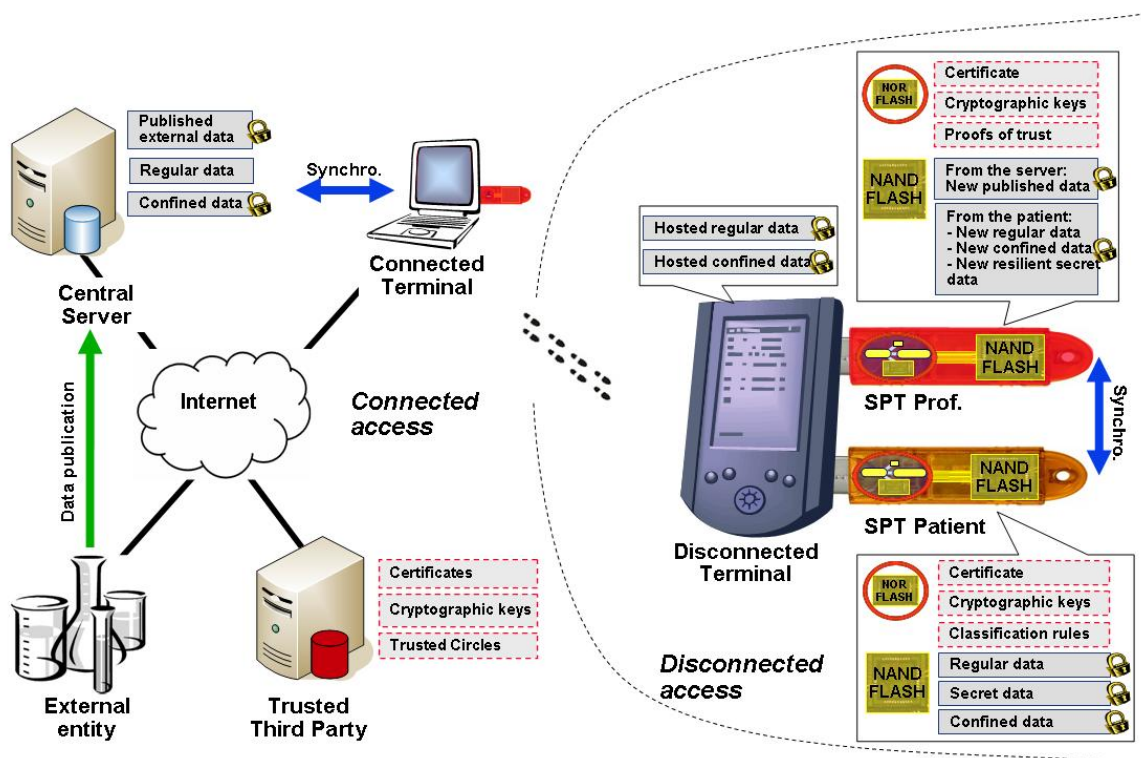 Published
external data
Regular data
Confined data
Central
Server
Synchro.
Connected
Terminal
Internet
Connected
access
Data publication
External
entity
Certificates
Cryptographic keys
Trusted Circles
Trusted
Third Party
Hosted regular data
Hosted confined data
Disconnected
Terminal
NOR
FLASH
Certificate
Cryptographic keys
Proofs of trust
NAND
FLASH
From the server:
New published data
From the patient:
- New regular data
- New confined data
- New resilient secret
data
NAND
FLASH
SPT Prof.
Synchro.
NAND
FLASH
SPT Patient
NOR
FLASH
Certificate
Cryptographic keys
Classification rules
NAND
FLASH
Regular data
Secret data
Confined data
Disconnected
access